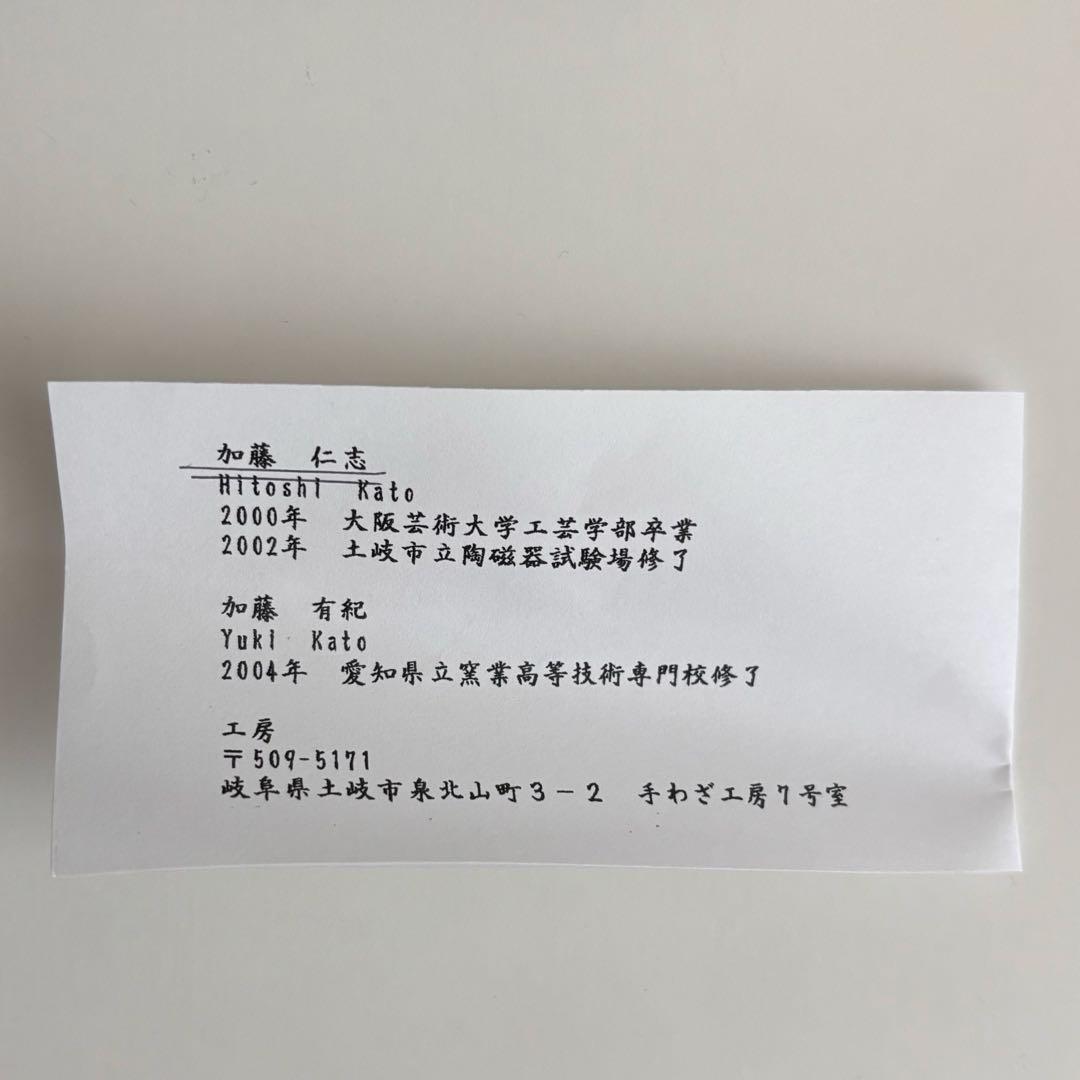 加藤　仁志
Hitoshi　Kato
2000年　大阪芸術大学工芸学部卒業
2002年　土岐市立陶磁器試験場修了
加藤　有紀
Yuki　Kato
2004年　愛知県立窯業高等技術専門校修了
工房
〒509-5171
岐阜県土岐市泉北山町３－２　手わざ工房７号室